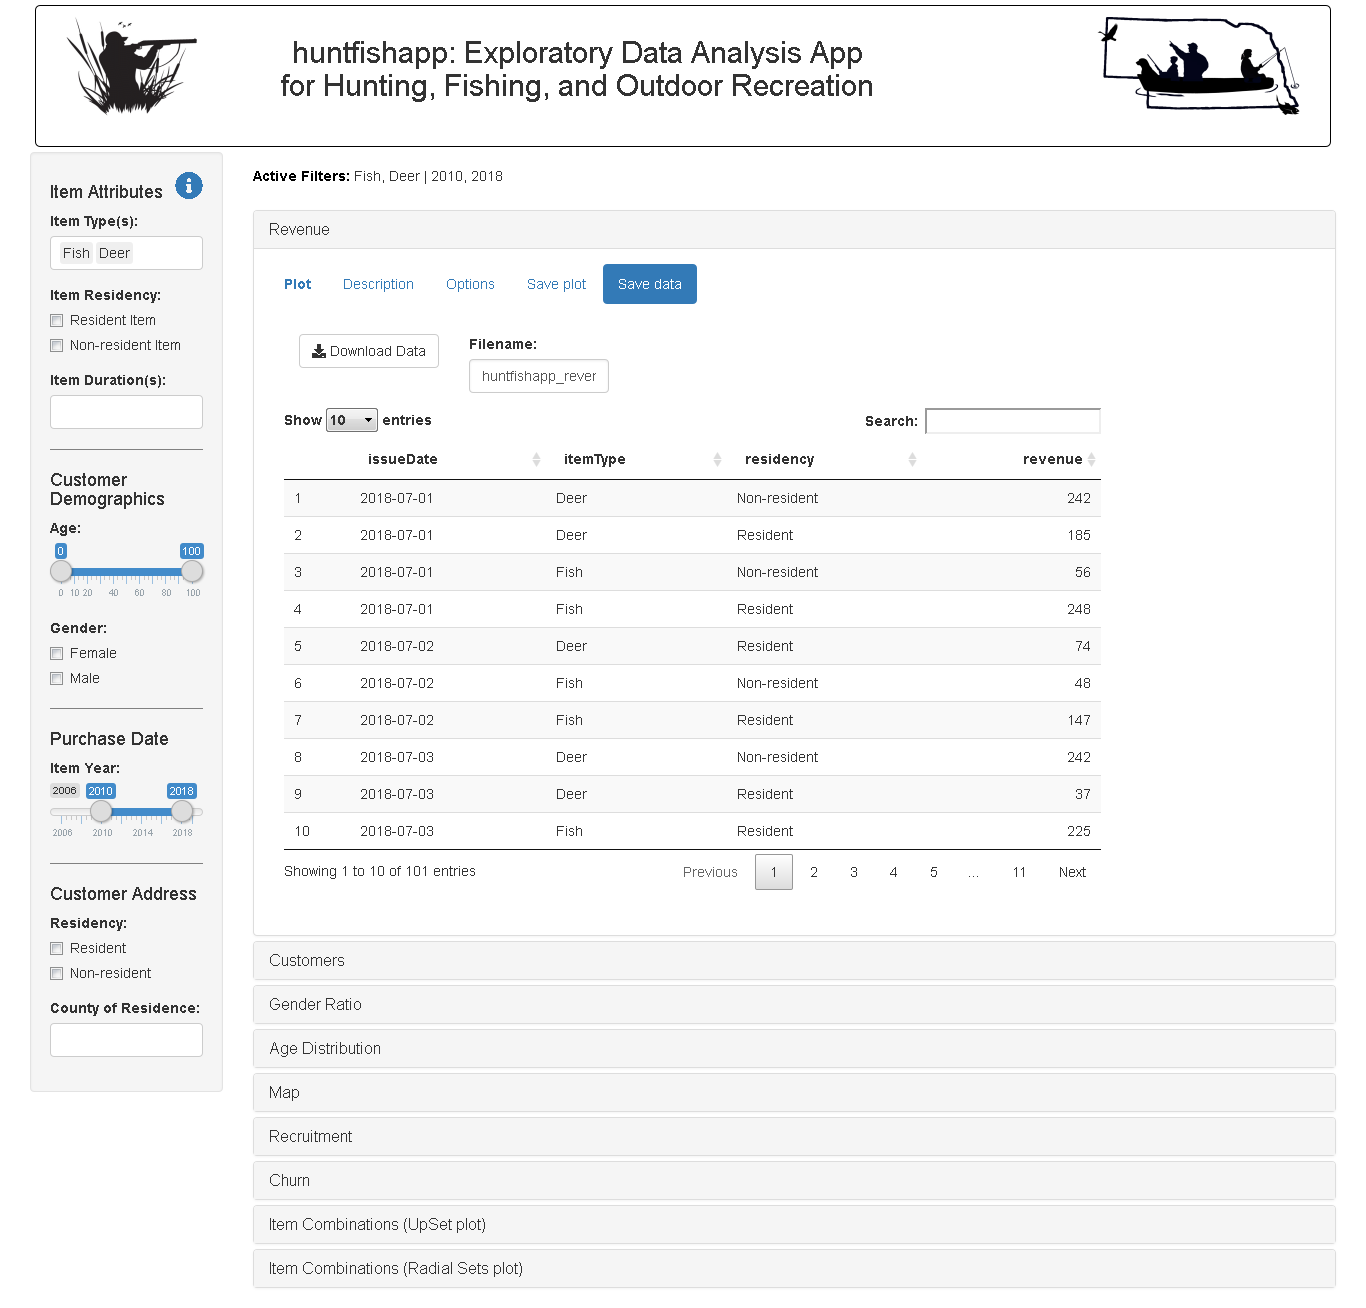 huntfishapp: Exploratory Data Analysis App
for Hunting, Fishing, and Outdoor Recreation
Item Attributes
Item Type(s):
Fish Deer
Item Residency:
Resident Item
Non-resident Item
Item Duration(s):
Customer
Demographics
Age:
0 100
0 10 20 40 60 80 100
Gender:
Female
Male
Purchase Date
Item Year:
2006 2010 2018
2006 2010 2014 2018
Customer Address
Residency:
Resident
Non-resident
County of Residence:
Active Filters: Fish, Deer | 2010, 2018
Revenue
Plot Description Options Save plot Save data
Download Data
Filename:
huntfishapp_rever
Show 10 entries
Search:
issueDate itemType residency revenue
1 2018-07-01 Deer Non-resident 242
2 2018-07-01 Deer Resident 185
3 2018-07-01 Fish Non-resident 56
4 2018-07-01 Fish Resident 248
5 2018-07-02 Deer Resident 74
6 2018-07-02 Fish Non-resident 48
7 2018-07-02 Fish Resident 147
8 2018-07-03 Deer Non-resident 242
9 2018-07-03 Deer Resident 37
10 2018-07-03 Fish Resident 225
Showing 1 to 10 of 101 entries
Previous 1 2 3 4 5 ... 11 Next
Customers
Gender Ratio
Age Distribution
Map
Recruitment
Churn
Item Combinations (UpSet plot)
Item Combinations (Radial Sets plot)